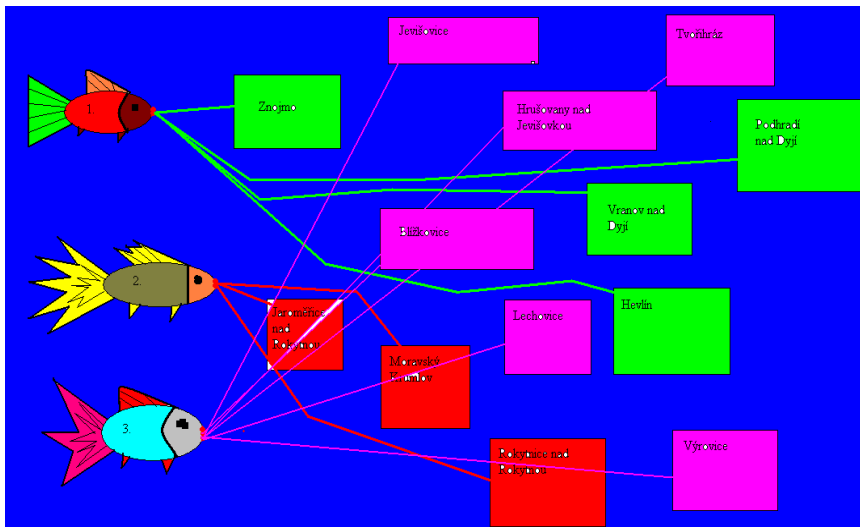 Jevišovice
Tvořihráz
1.
Znojmo
Hrušovany nad
Jevišovkou
Podhradí
nad Dyjí
Vranov nad
Dyjí
Blížkovice
2.
Jaroměřice
nad
Rokytnou
Lechovice
Hevlín
Moravský
Krumlov
3.
Rokytnice nad
Rokytnou
Výrovice